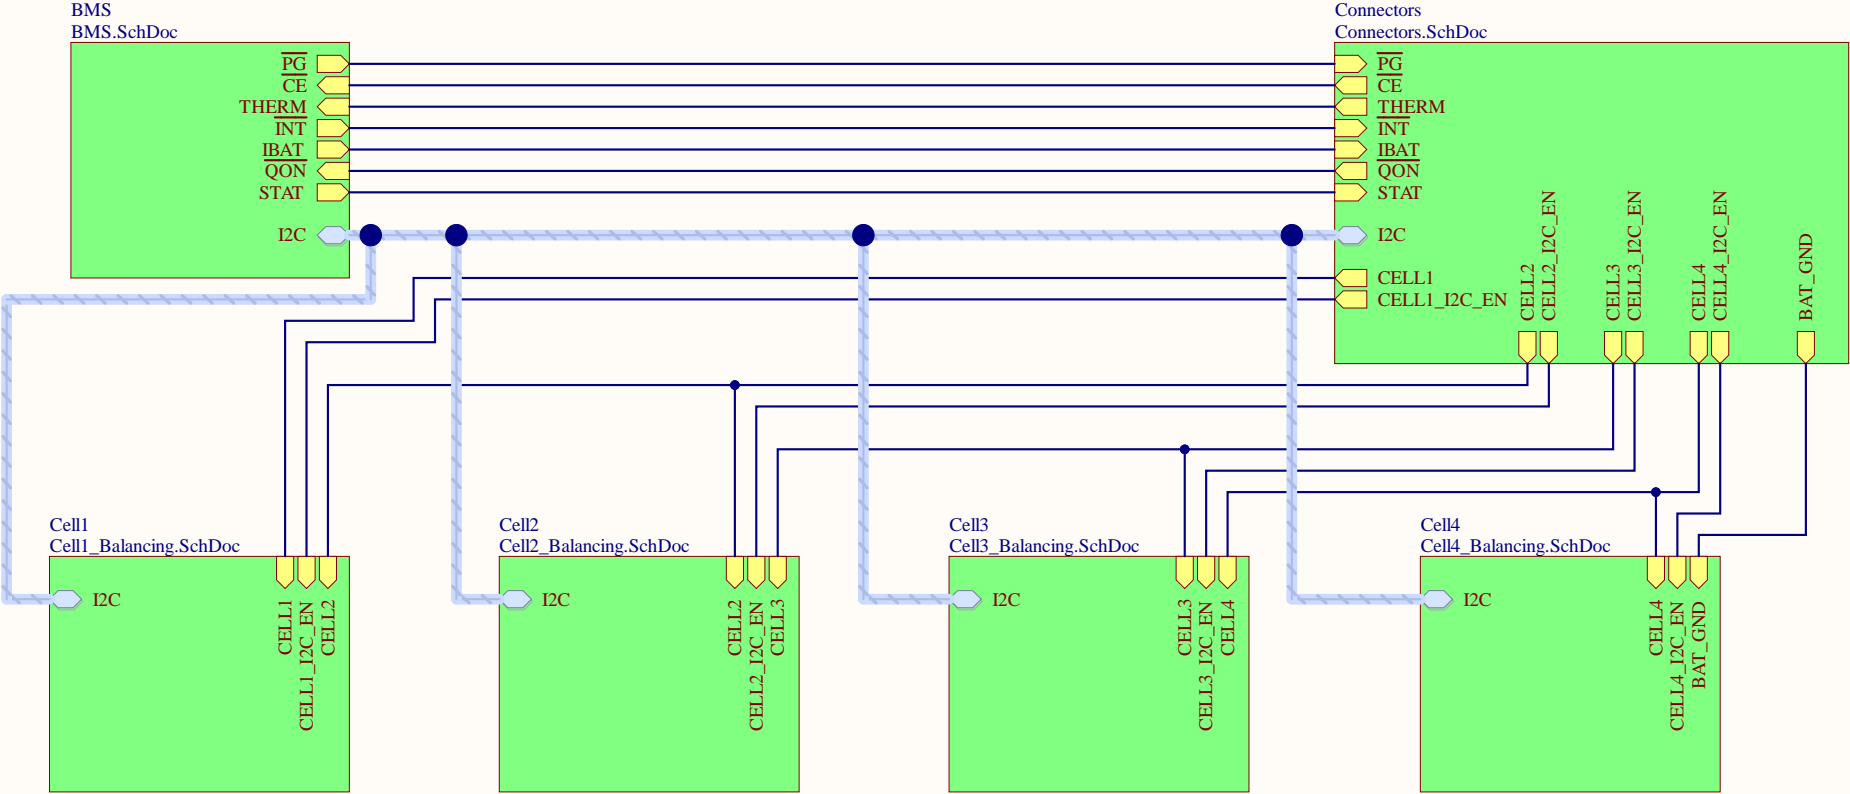 BMS
BMS.SchDoc
PG
CE
THERM
INT
IBAT
QON
STAT
I2C
Connectors
Connectors.SchDoc
PG
CE
THERM
INT
IBAT
QON
STAT
I2C
CELL1
CELL1_I2C_EN
CELL2
CELL2_I2C_EN
CELL3
CELL3_I2C_EN
CELL4
CELL4_I2C_EN
BAT_GND
Cell1
Cell1_Balancing.SchDoc
I2C
CELL1
CELL1_I2C_EN
CELL2
Cell2
Cell2_Balancing.SchDoc
I2C
CELL2
CELL2_I2C_EN
CELL3
Cell3
Cell3_Balancing.SchDoc
I2C
CELL3
CELL3_I2C_EN
CELL4
Cell4
Cell4_Balancing.SchDoc
I2C
CELL4
CELL4_I2C_EN
BAT_GND